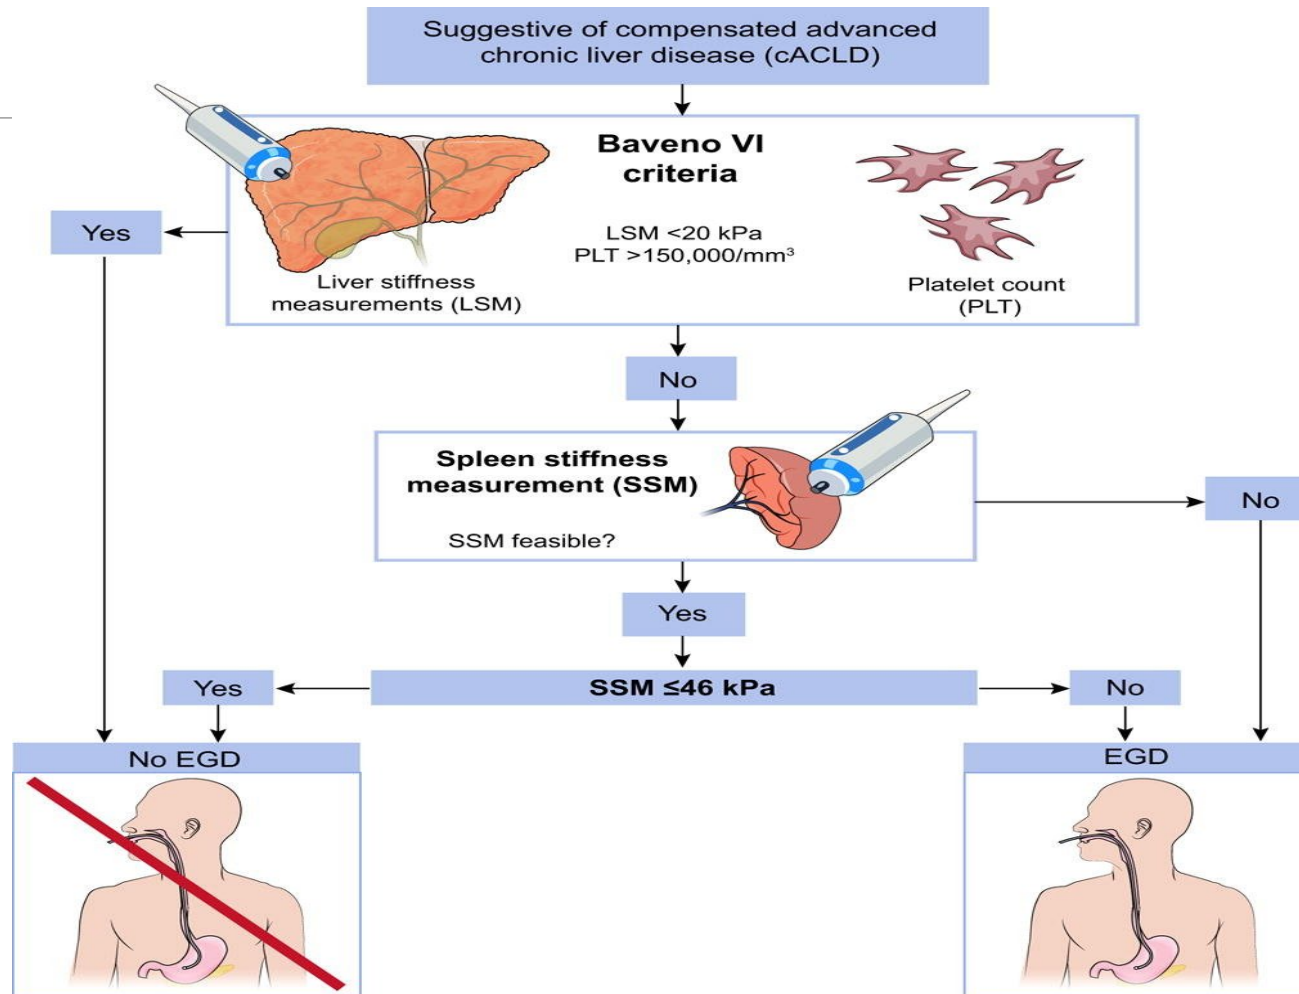 Suggestive of compensated advanced
chronic liver disease (cACLD)
Baveno VI
criteria
LSM <20 kPa
PLT >150,000/mm³
Liver stiffness
measurements (LSM)
Platelet count
(PLT)
Yes
No
Spleen stiffness
measurement (SSM)
SSM feasible?
No
Yes
Yes
SSM ≤46 kPa
No
No EGD
EGD